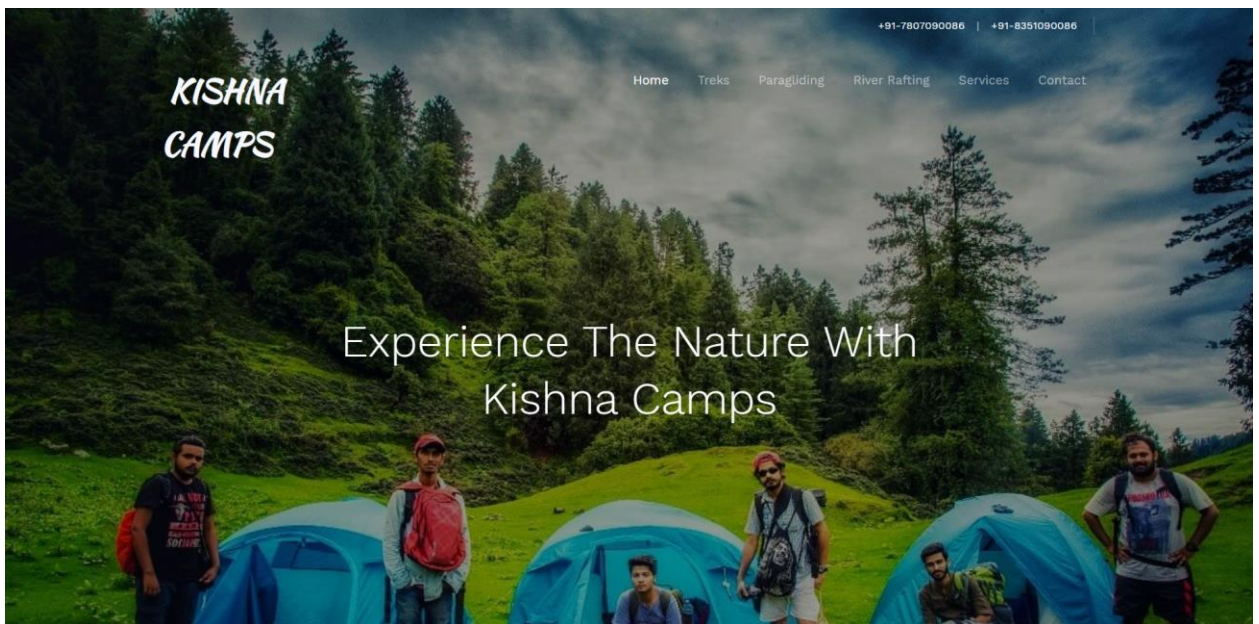 +91-7807090086 | +91-8351090086
KISHNA
CAMPS
Home Treks Paragliding River Rafting Services Contact
Experience The Nature With
Kishna Camps